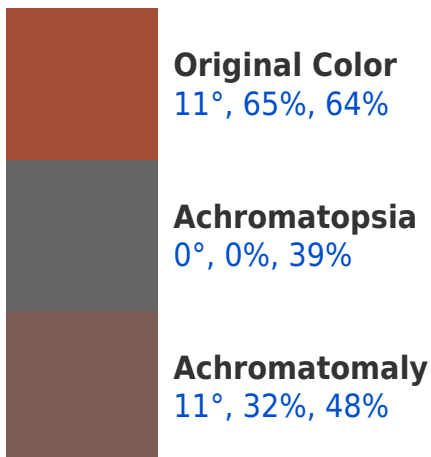 Original Color
11°, 65%, 64%
Achromatopsia
0°, 0%, 39%
Achromatomaly
11°, 32%, 48%